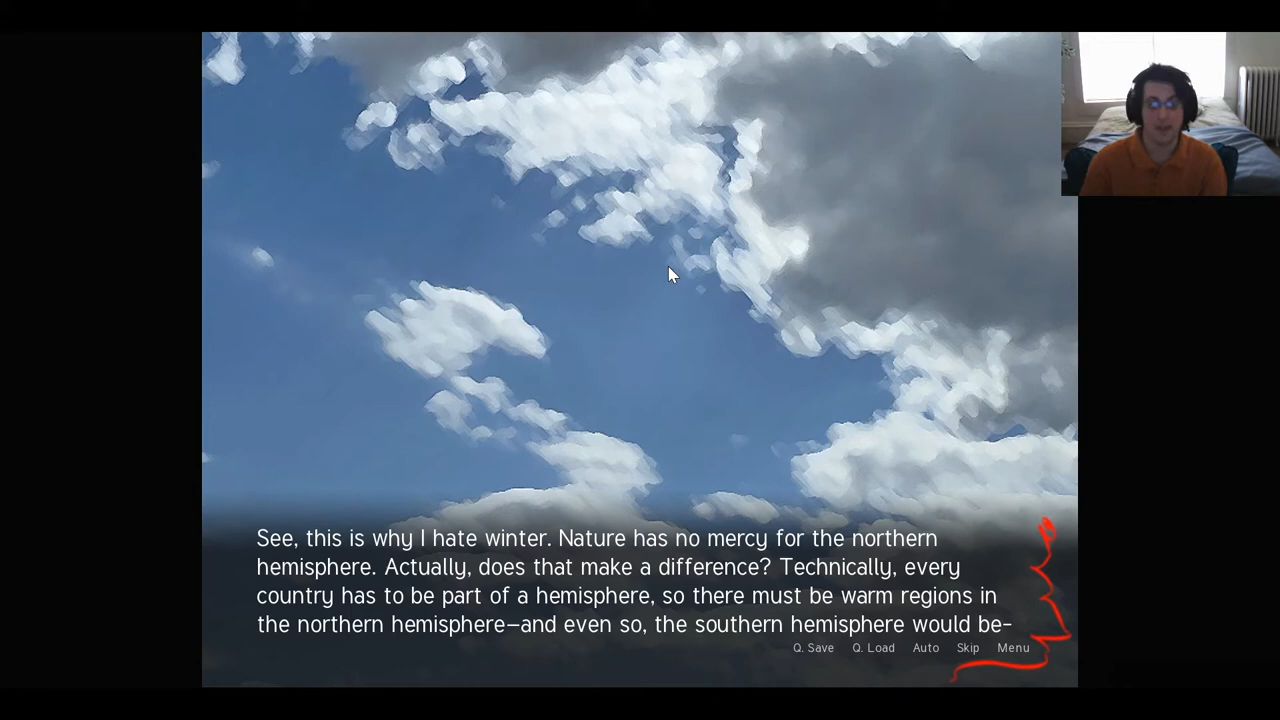 See, this is why I hate winter. Nature has no mercy for the northern
hemisphere. Actually, does that make a difference? Technically, every
country has to be part of a hemisphere, so there must be warm regions in
the northern hemisphere—and even so, the southern hemisphere would be-
Q. Save Q. Load Auto Skip Menu